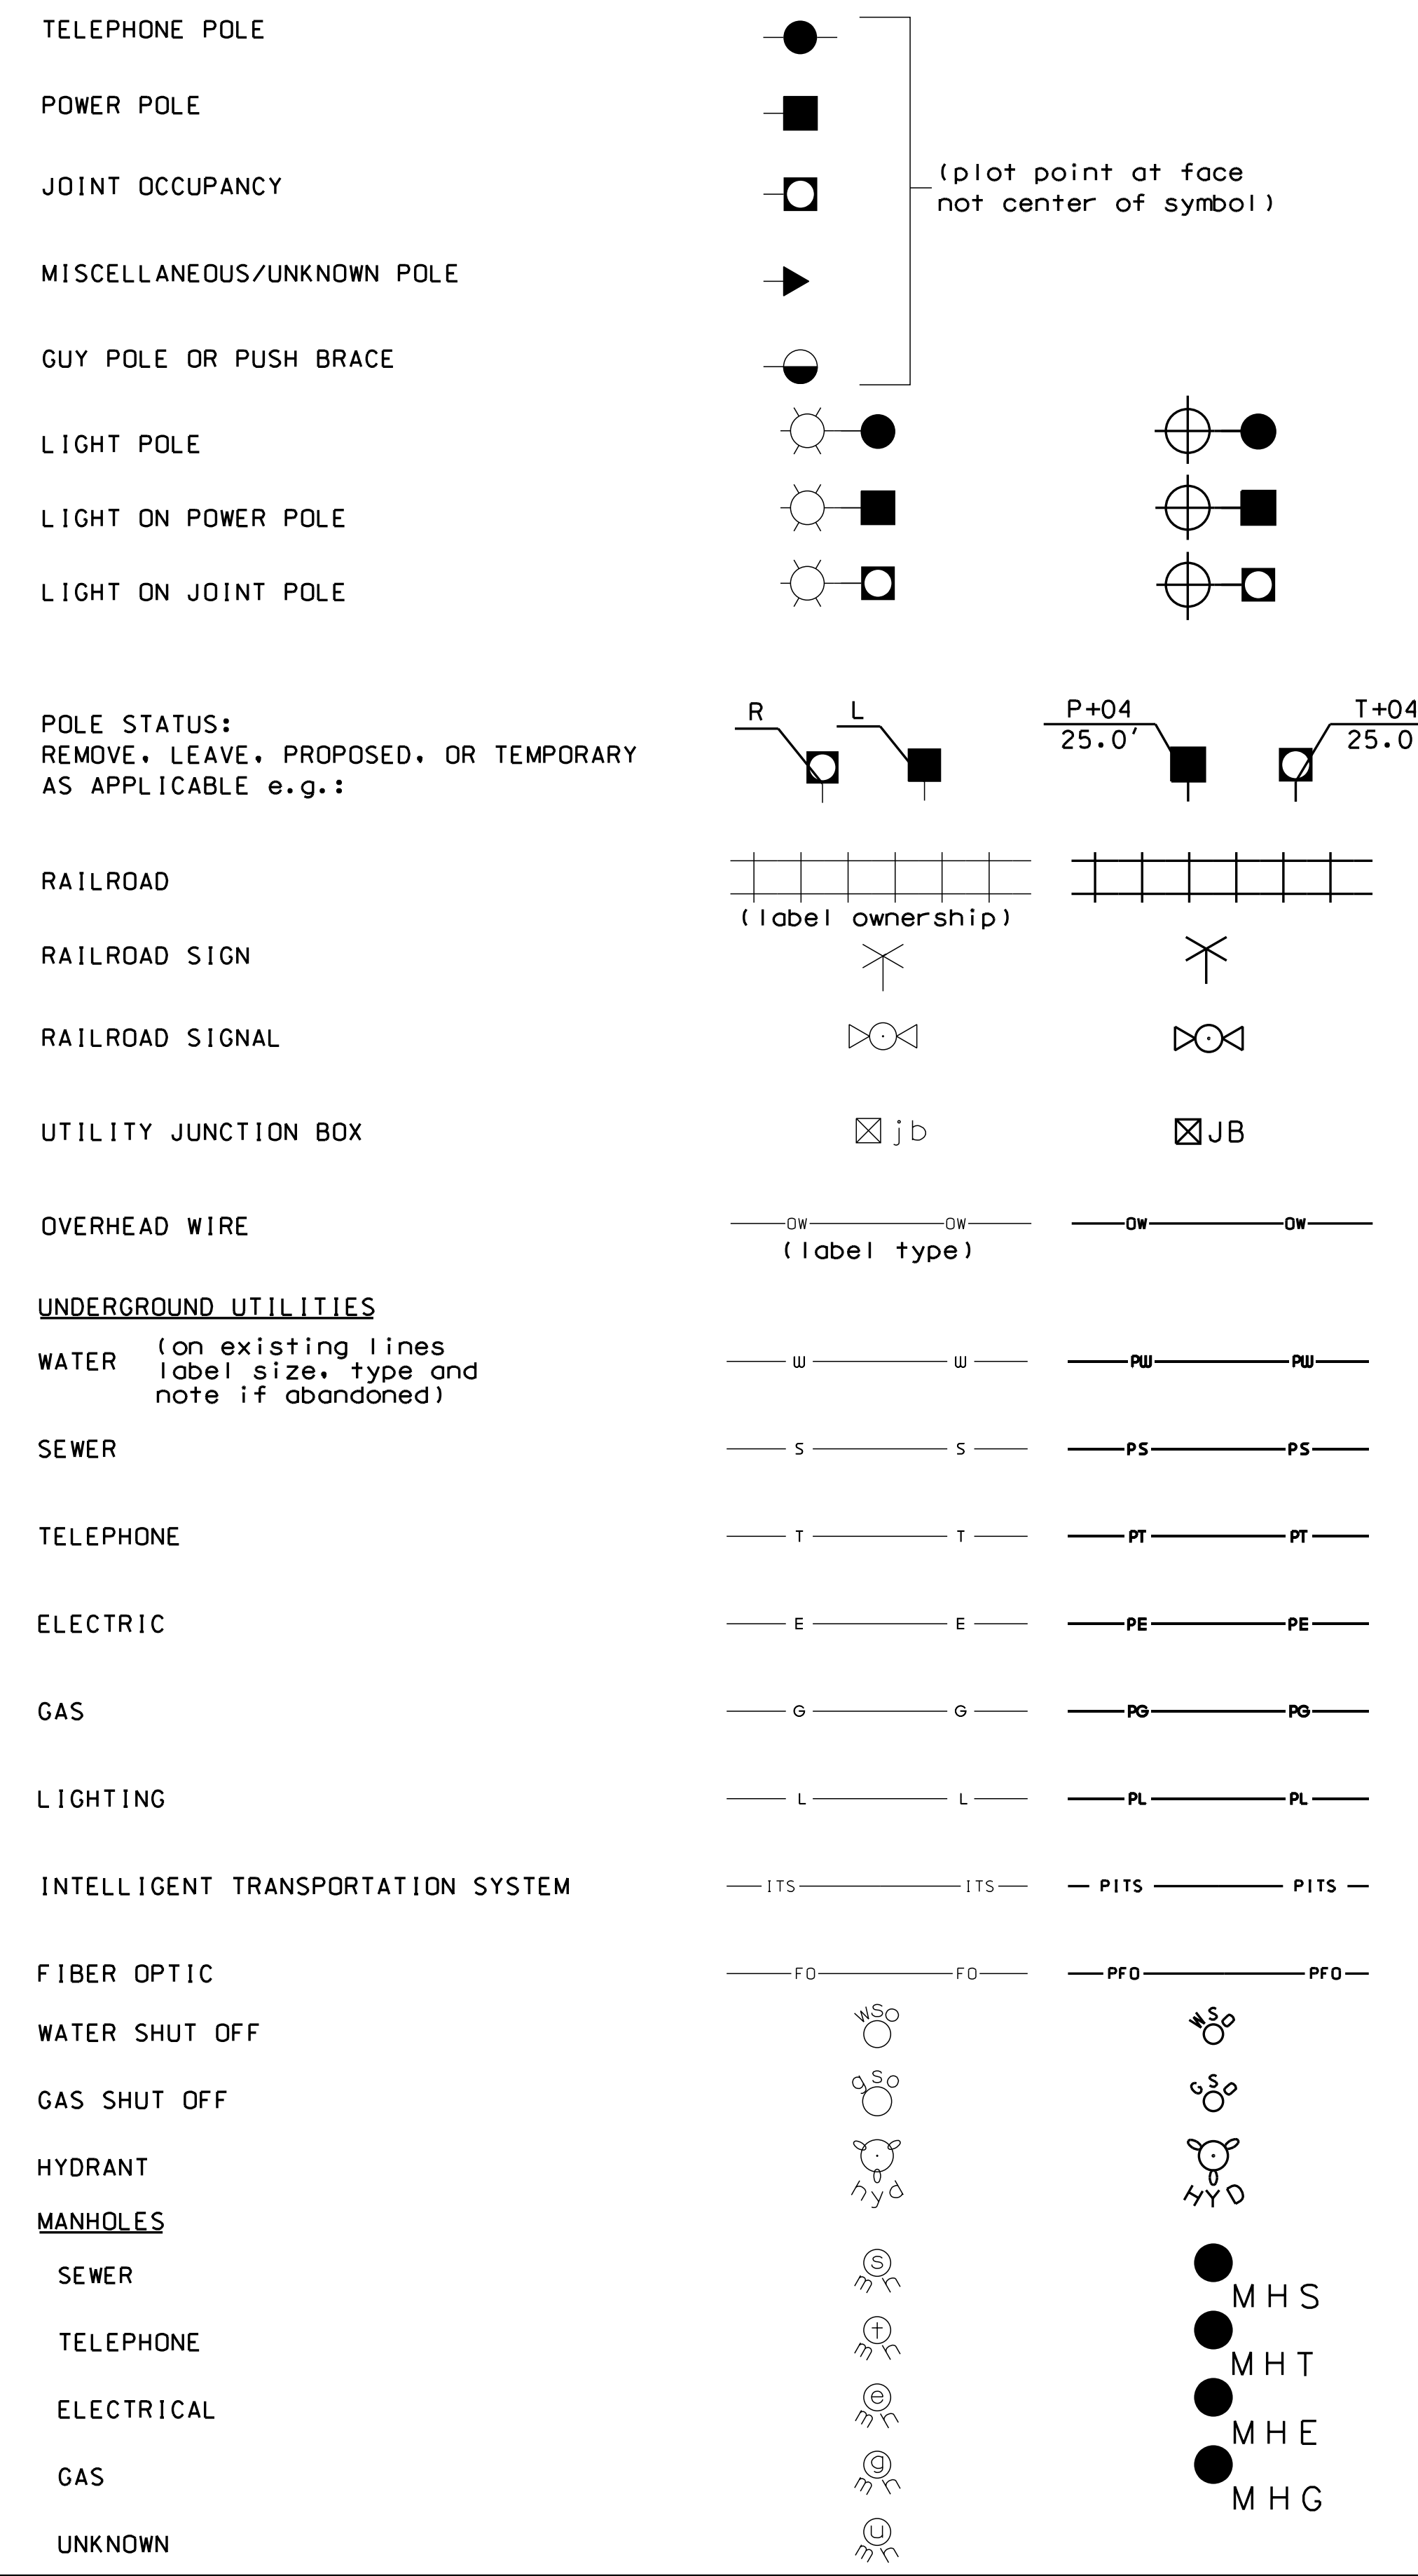 TELEPHONE POLE
POWER POLE
JOINT OCCUPANCY
(plot point at face
not center of symbol)
MISCELLANEOUS/UNKNOWN POLE
GUY POLE OR PUSH BRACE
LIGHT POLE
LIGHT ON POWER POLE
LIGHT ON JOINT POLE
POLE STATUS:
REMOVE, LEAVE, PROPOSED, OR TEMPORARY
AS APPLICABLE e.g.:
R L P+04 T+04
25.0' 25.0
RAILROAD
(label ownership)
RAILROAD SIGN
RAILROAD SIGNAL
UTILITY JUNCTION BOX jb JB
OVERHEAD WIRE OW OW OW OW
(label type)
UNDERGROUND UTILITIES
WATER (on existing lines
label size, type and
note if abandoned)
W W PW PW
SEWER S S PS PS
TELEPHONE T T PT PT
ELECTRIC E E PE PE
GAS G G PG PG
LIGHTING L L PL PL
INTELLIGENT TRANSPORTATION SYSTEM ITS ITS PITS PITS
FIBER OPTIC FO FO PFO PFO
WATER SHUT OFF WSO WSO
GAS SHUT OFF gso GSO
HYDRANT hyd HYD
MANHOLES
SEWER s mh MHS
TELEPHONE t mh MHT
ELECTRICAL e mh MHE
GAS g mh MHG
UNKNOWN u mh